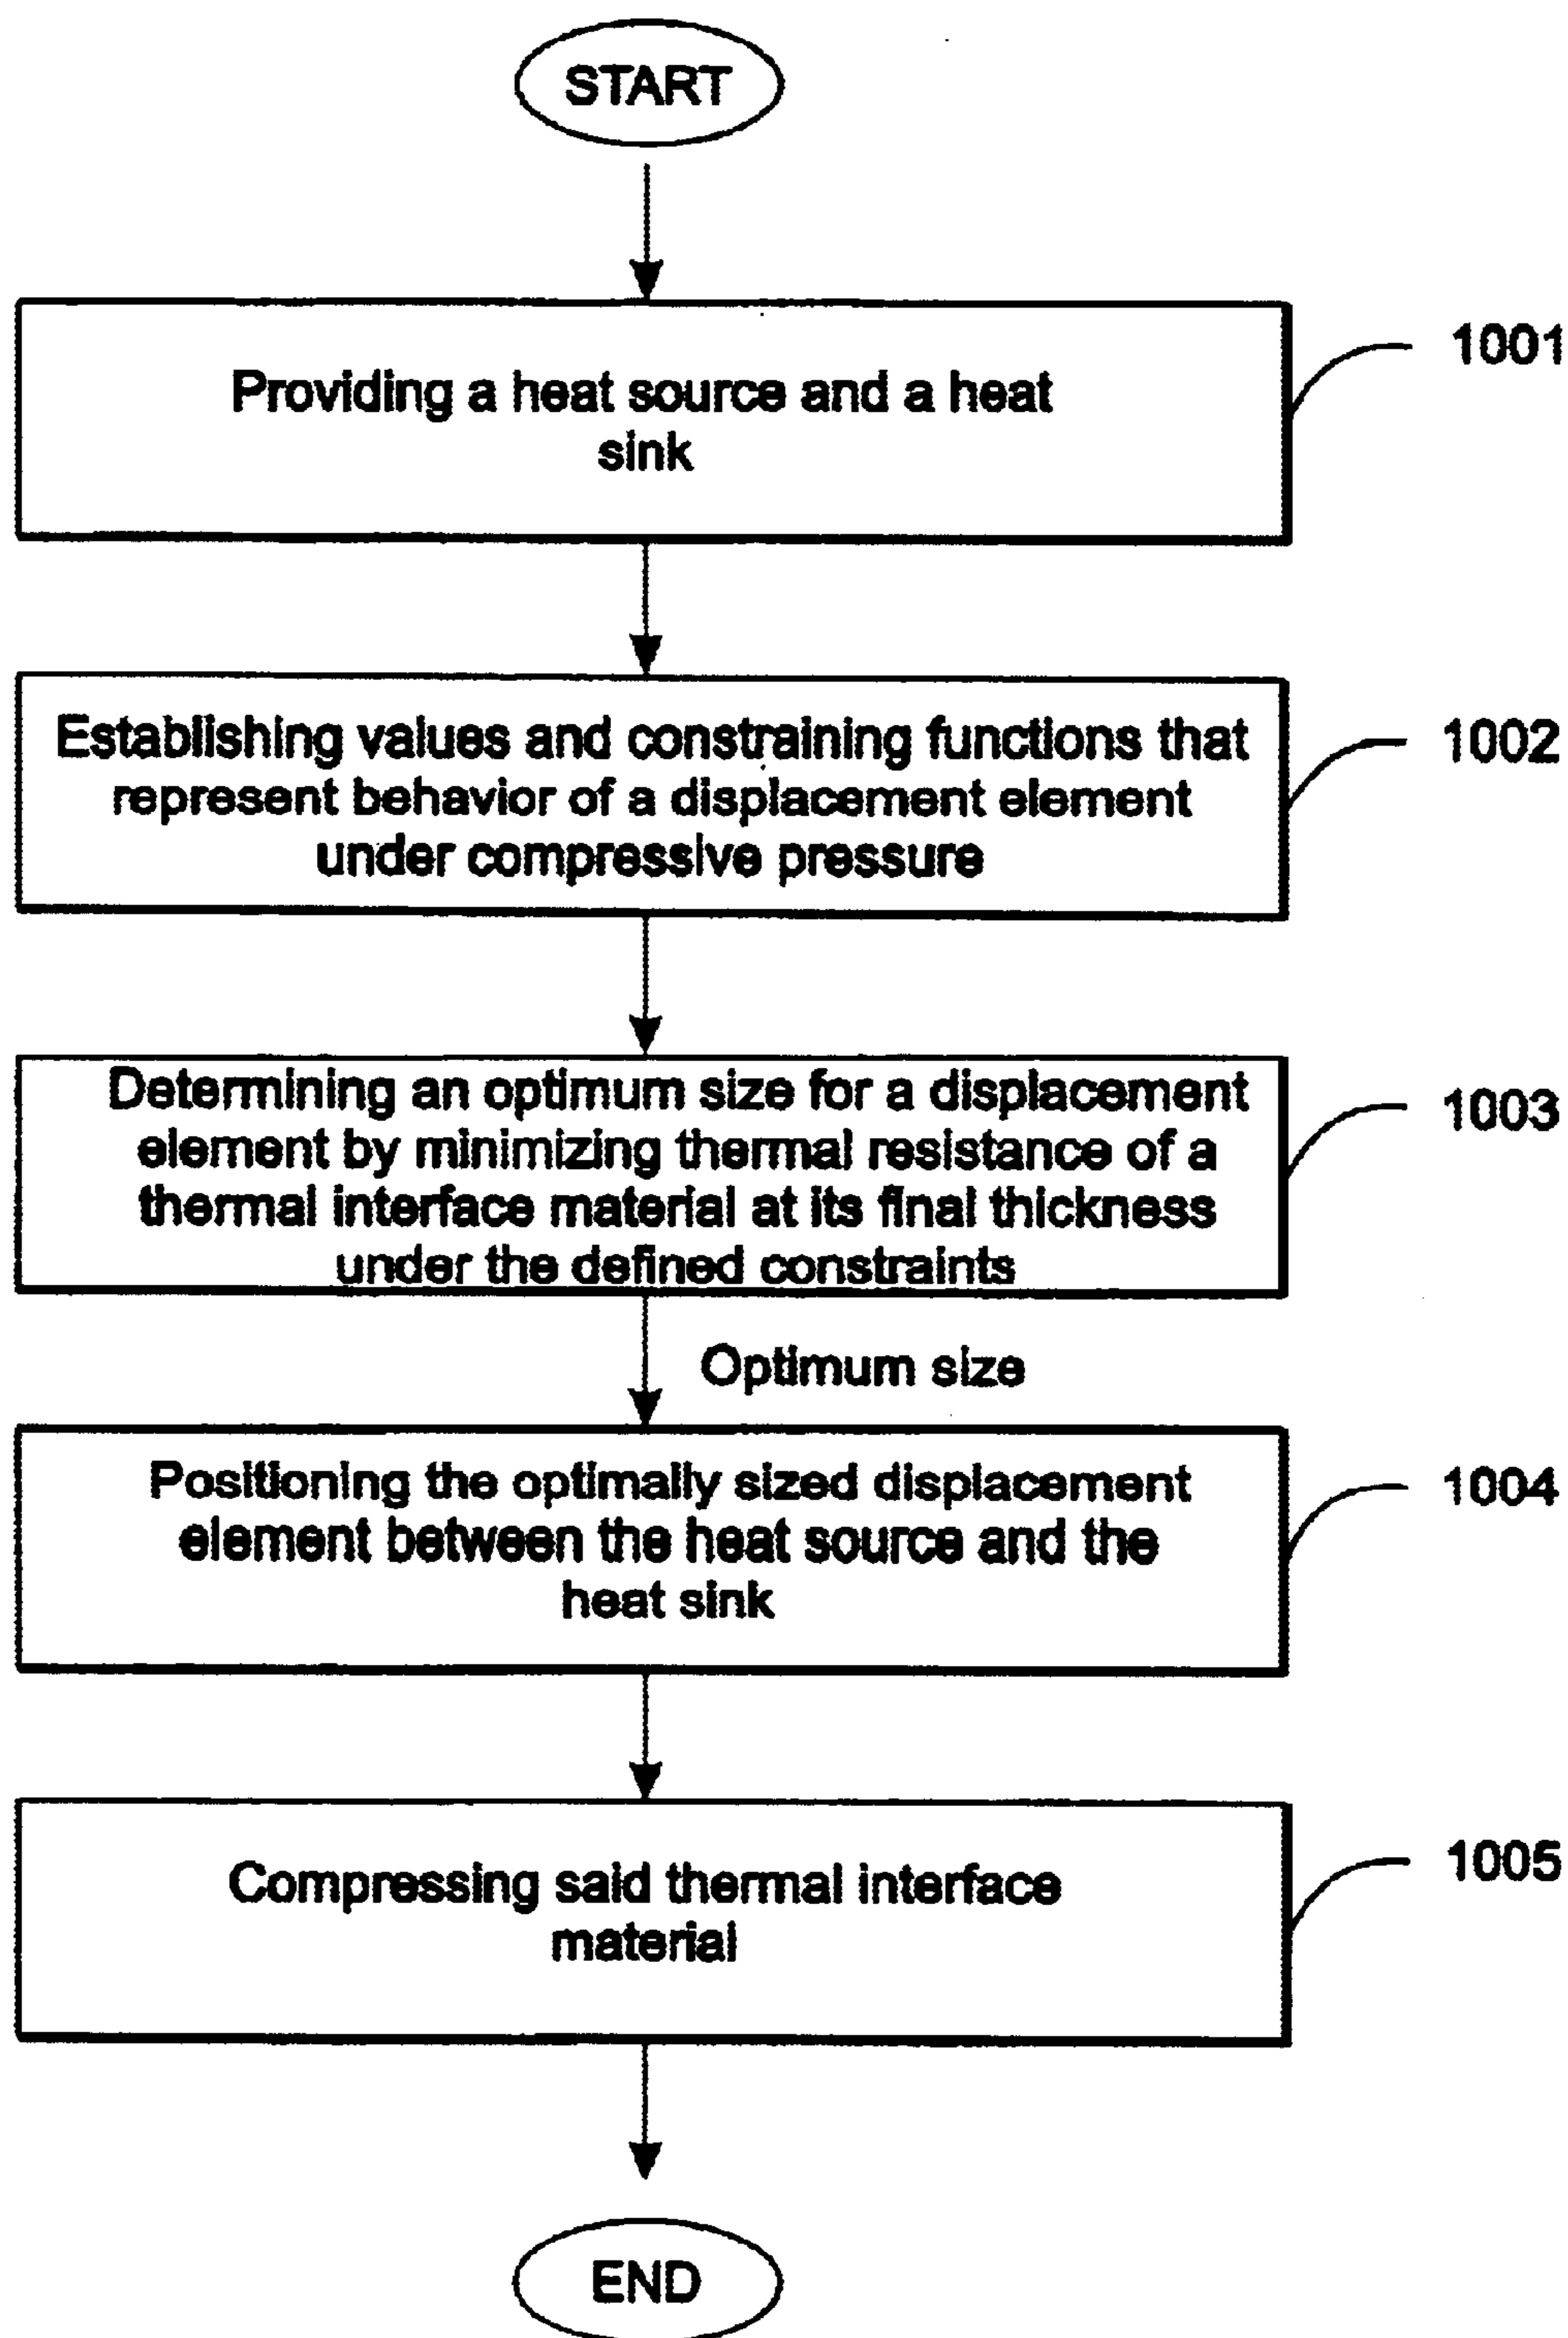 START
Providing a heat source and a heat
sink
1001
Establishing values and constraining functions that
represent behavior of a displacement element
under compressive pressure
1002
Determining an optimum size for a displacement
element by minimizing thermal resistance of a
thermal interface material at its final thickness
under the defined constraints
1003
Optimum size
Positioning the optimally sized displacement
element between the heat source and the
heat sink
1004
Compressing said thermal interface
material
1005
END